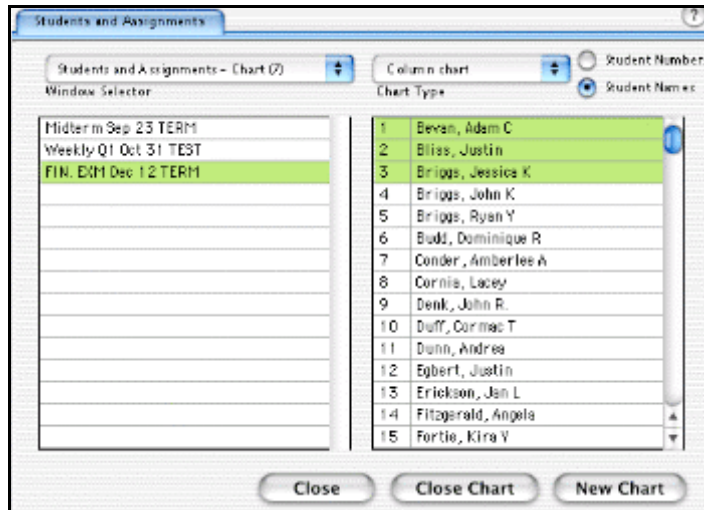 Students and Assignments
?
Students and Assignments - Chart (7)
Window Selector
Column chart
Chart Type
Student Number
Student Names
Midterm Sep 23 TERM
Weekly Q1 Oct 31 TEST
FIN. EXM Dec 12 TERM
1 Bevan, Adam C
2 Bliss, Justin
3 Briggs, Jessica K
4 Briggs, John K
5 Briggs, Ryan Y
6 Budd, Dominique R
7 Conder, Amberlee A
8 Cornia, Lacey
9 Denk, John R.
10 Duff, Cormac T
11 Dunn, Andrea
12 Egbert, Justin
13 Erickson, Jan L
14 Fitzgerald, Angela
15 Fortie, Kira V
Close
Close Chart
New Chart